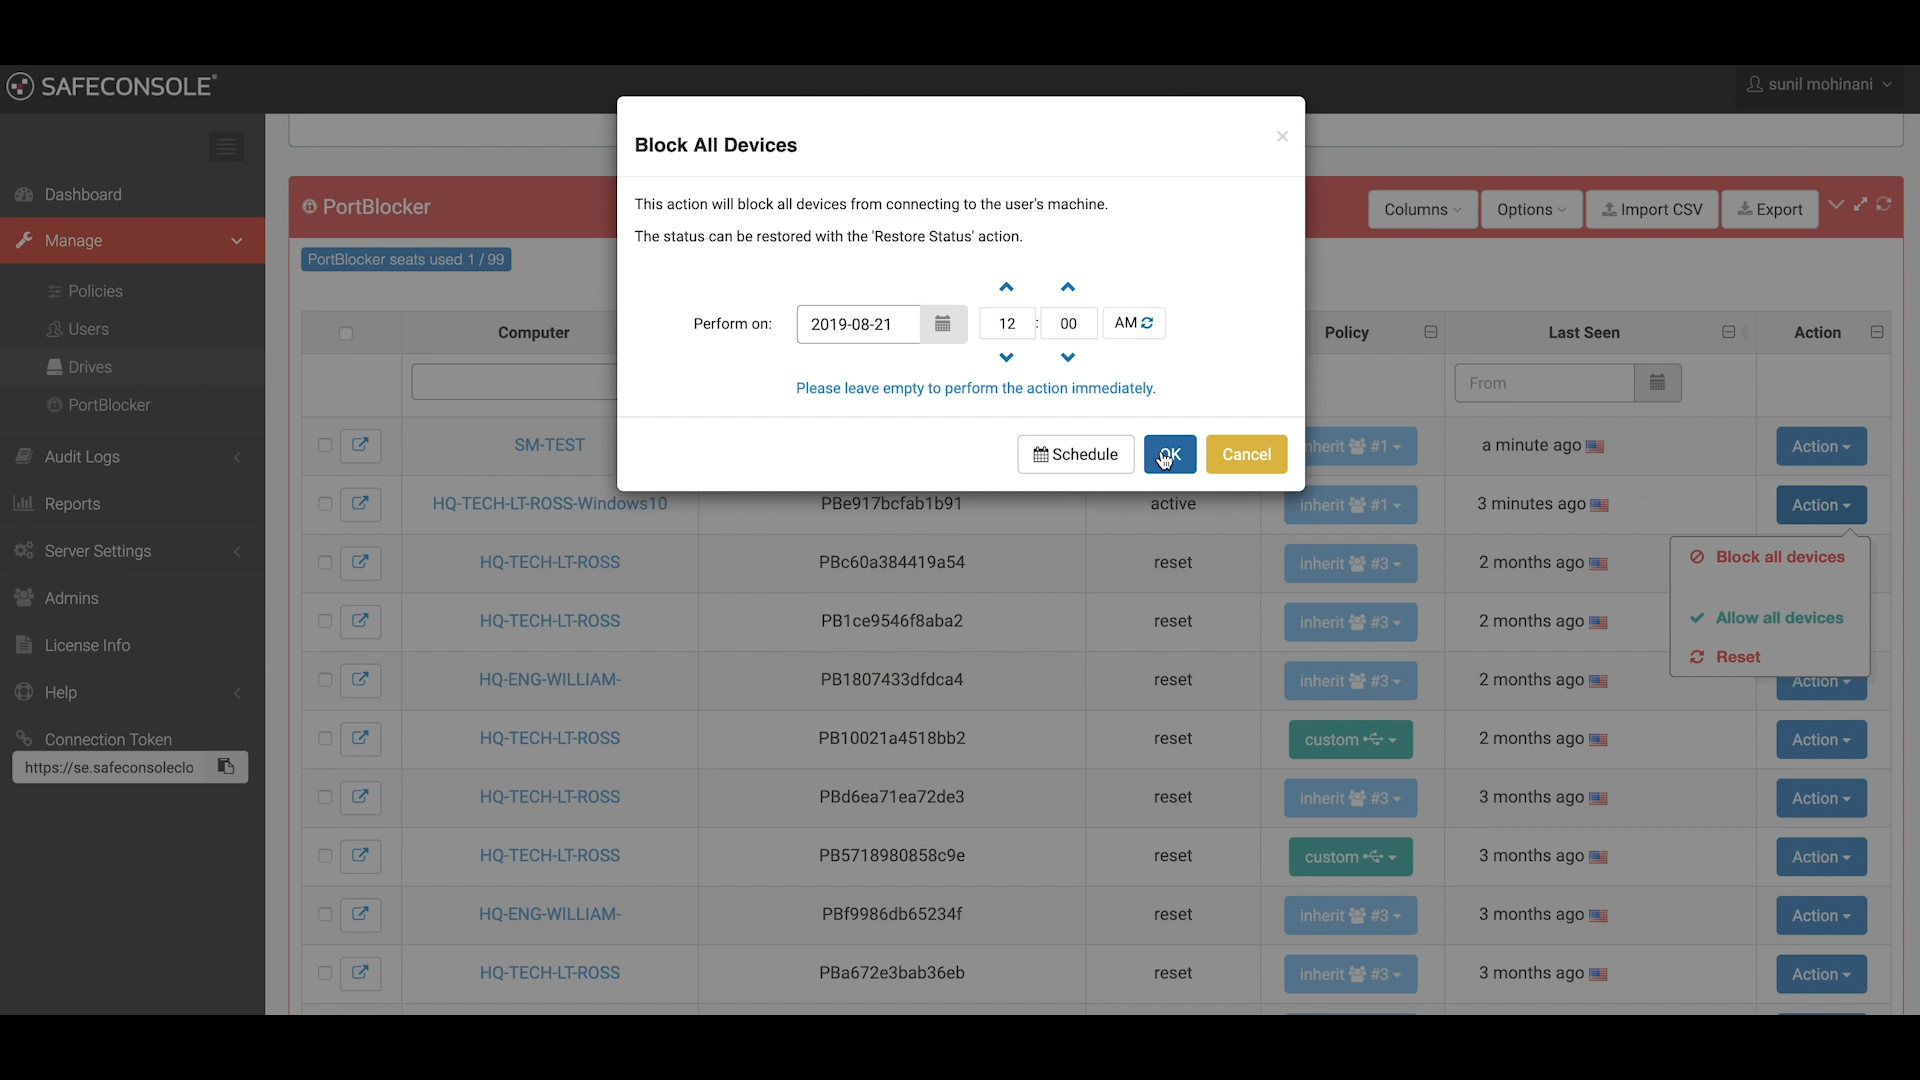 SAFECONSOLE
sunil mohinani
Dashboard
Manage
Policies
Users
Drives
PortBlocker
Audit Logs
Reports
Server Settings
Admins
License Info
Help
Connection Token
https://se.safeconsoleclo
PortBlocker
Columns
Options
Import CSV
Export
PortBlocker seats used 1 / 99
Block All Devices
This action will block all devices from connecting to the user's machine.
The status can be restored with the 'Restore Status' action.
Perform on: 2019-08-21 12 : 00 AM
Please leave empty to perform the action immediately.
Schedule
OK
Cancel
Computer Policy Last Seen Action
From
SM-TEST inherit #1 a minute ago Action
HQ-TECH-LT-ROSS-Windows10 PBe917bcfab1b91 active inherit #1 3 minutes ago Action
HQ-TECH-LT-ROSS PBc60a384419a54 reset inherit #3 2 months ago
HQ-TECH-LT-ROSS PB1ce9546f8aba2 reset inherit #3 2 months ago
HQ-ENG-WILLIAM- PB1807433dfdca4 reset inherit #3 2 months ago Action
HQ-TECH-LT-ROSS PB10021a4518bb2 reset custom 2 months ago Action
HQ-TECH-LT-ROSS PBd6ea71ea72de3 reset inherit #3 3 months ago Action
HQ-TECH-LT-ROSS PB5718980858c9e reset custom 3 months ago Action
HQ-ENG-WILLIAM- PBf9986db65234f reset inherit #3 3 months ago Action
HQ-TECH-LT-ROSS PBa672e3bab36eb reset inherit #3 3 months ago Action
Block all devices
Allow all devices
Reset